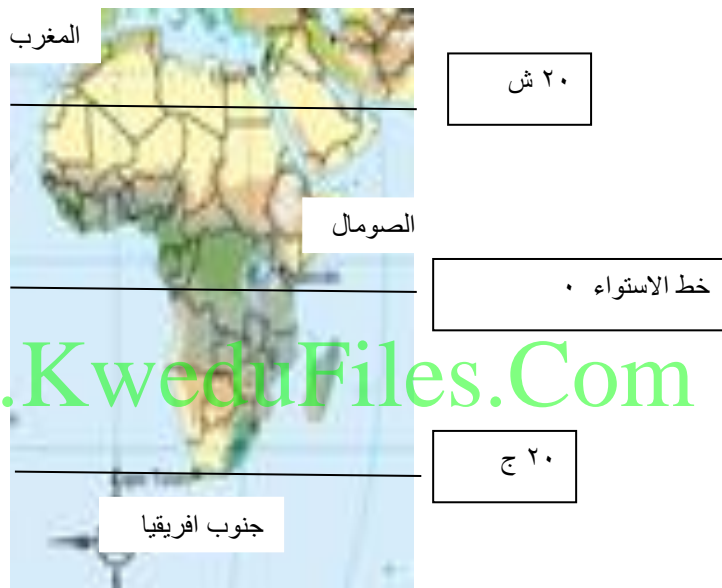 المغرب
٢٠ ش
الصومال
خط الاستواء ٠
.KweduFiles.Com
٢٠ ج
جنوب افريقيا